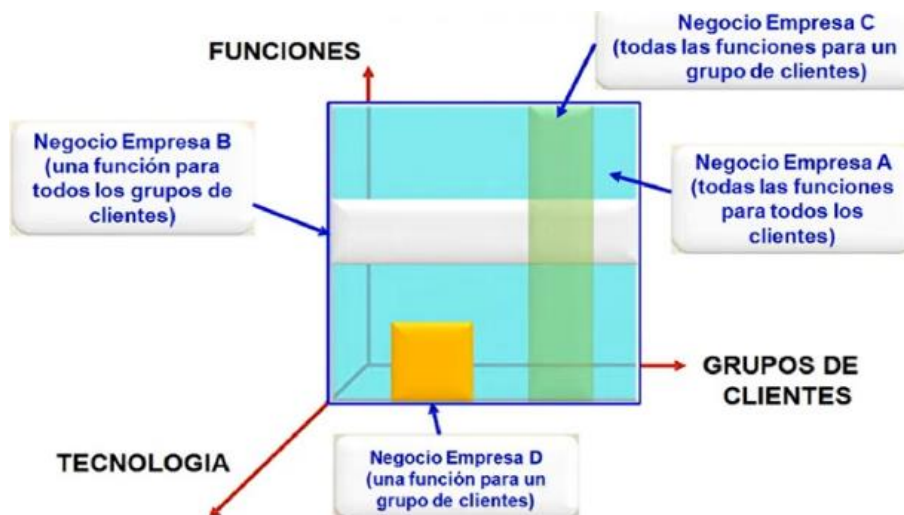 Negocio Empresa C
(todas las funciones para un
grupo de clientes)
FUNCIONES
Negocio Empresa B
(una función para
todos los grupos de
clientes)
Negocio Empresa A
(todas las funciones
para todos los
clientes)
GRUPOS DE
CLIENTES
TECNOLOGIA
Negocio Empresa D
(una función para un
grupo de clientes)